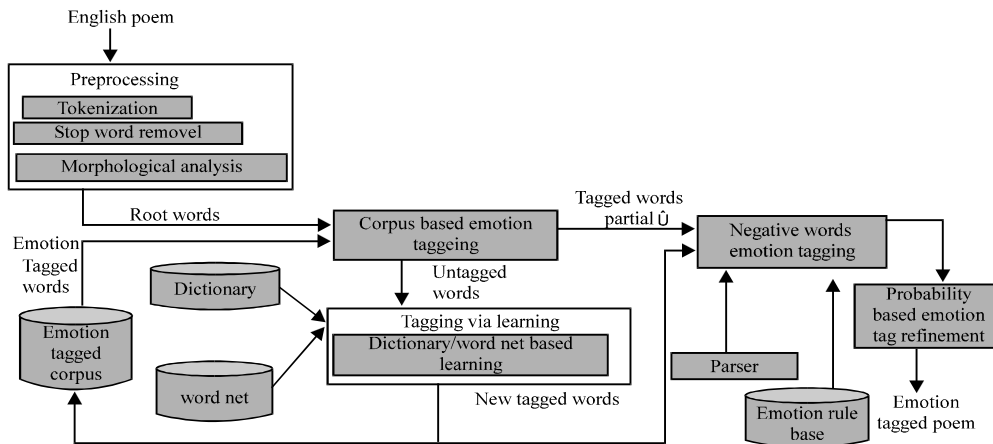 English poem
Preprocessing
Tokenization
Stop word removel
Morphological analysis
Root words
Tagged words
partial Û
Corpus based emotion
taggeing
Negative words
emotion tagging
Emotion
Tagged
words
Untagged
words
Dictionary
Tagging via learning
Dictionary/word net based
learning
Probability
based emotion
tag refinement
Emotion
tagged
corpus
word net
Parser
New tagged words
Emotion rule
base
Emotion
tagged poem